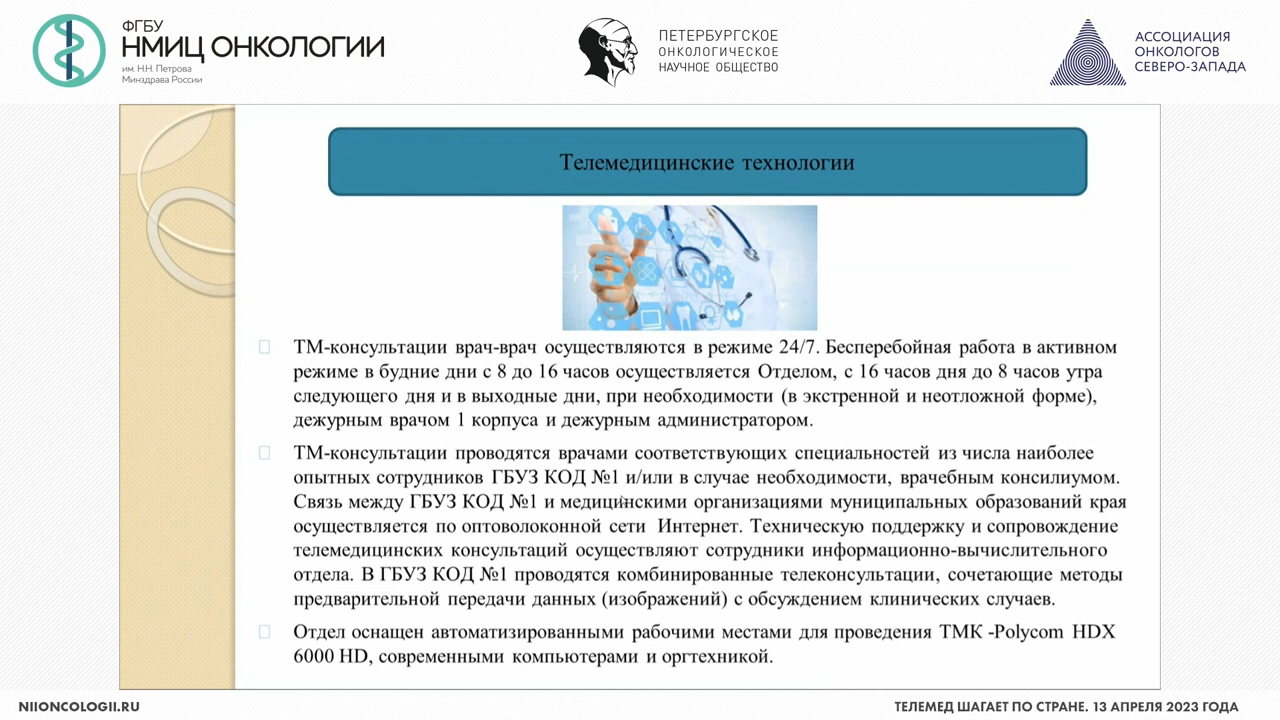 ФГБУ
НМИЦ ОНКОЛОГИИ
им. Н.Н. Петрова
Минздрава России
ПЕТЕРБУРГСКОЕ
ОНКОЛОГИЧЕСКОЕ
НАУЧНОЕ ОБЩЕСТВО
АССОЦИАЦИЯ
ОНКОЛОГОВ
СЕВЕРО-ЗАПАДА
Телемедицинские технологии
ТМ-консультации врач-врач осуществляются в режиме 24/7. Бесперебойная работа в активном
режиме в будние дни с 8 до 16 часов осуществляется Отделом, с 16 часов дня до 8 часов утра
следующего дня и в выходные дни, при необходимости (в экстренной и неотложной форме),
дежурным врачом 1 корпуса и дежурным администратором.
ТМ-консультации проводятся врачами соответствующих специальностей из числа наиболее
опытных сотрудников ГБУЗ КОД №1 и/или в случае необходимости, врачебным консилиумом.
Связь между ГБУЗ КОД №1 и медицинскими организациями муниципальных образований края
осуществляется по оптоволоконной сети Интернет. Техническую поддержку и сопровождение
телемедицинских консультаций осуществляют сотрудники информационно-вычислительного
отдела. В ГБУЗ КОД №1 проводятся комбинированные телеконсультации, сочетающие методы
предварительной передачи данных (изображений) с обсуждением клинических случаев.
Отдел оснащен автоматизированными рабочими местами для проведения ТМК -Polycom HDX
6000 HD, современными компьютерами и оргтехникой.
NIIONCOLOGII.RU
ТЕЛЕМЕД ШАГАЕТ ПО СТРАНЕ. 13 АПРЕЛЯ 2023 ГОДА